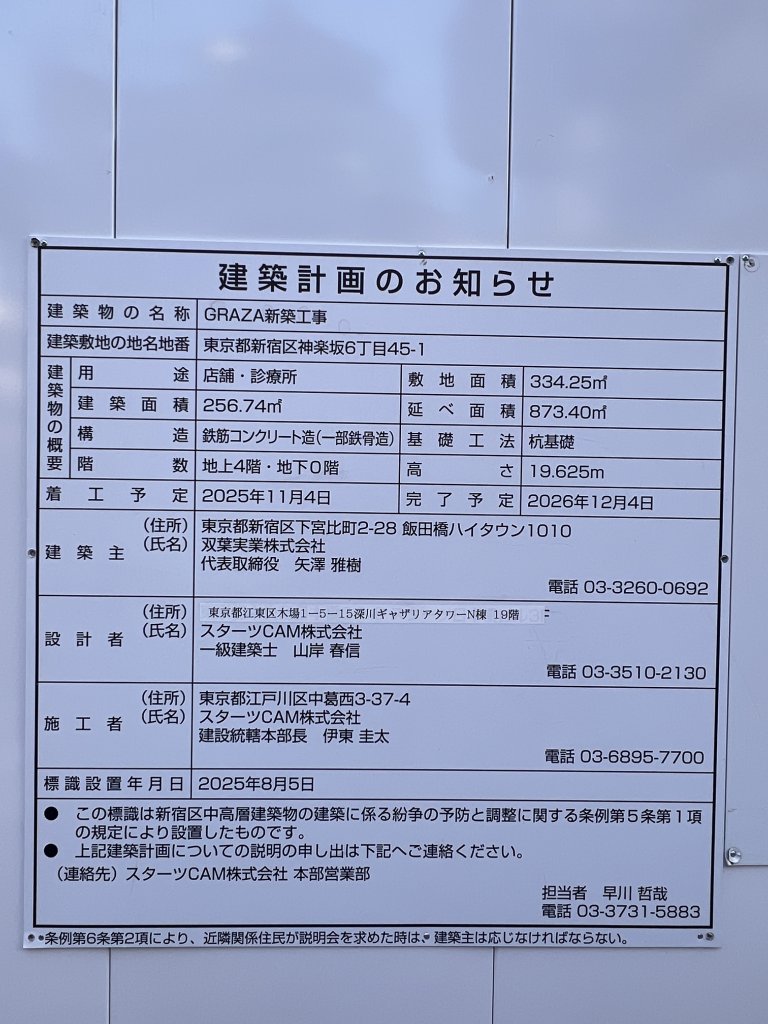 建築計画のお知らせ
建築物の名称 GRAZA新築工事
建築敷地の地名地番 東京都新宿区神楽坂6丁目45-1
建築物の概要
用途 店舗・診療所 敷地面積 334.25㎡
建築面積 256.74㎡ 延べ面積 873.40㎡
構造 鉄筋コンクリート造(一部鉄骨造) 基礎工法 杭基礎
階数 地上4階・地下0階 高さ 19.625m
着工予定 2025年11月4日 完了予定 2026年12月4日
建築主 (住所) 東京都新宿区下宮比町2-28 飯田橋ハイタウン1010
(氏名) 双葉実業株式会社
代表取締役 矢澤 雅樹
電話 03-3260-0692
設計者 (住所) 東京都江東区木場1-5-15深川ギャザリアタワーN棟 19階
(氏名) スターツCAM株式会社
一級建築士 山岸 春信
電話 03-3510-2130
施工者 (住所) 東京都江戸川区中葛西3-37-4
(氏名) スターツCAM株式会社
建設統轄本部長 伊東 圭太
電話 03-6895-7700
標識設置年月日 2025年8月5日
● この標識は新宿区中高層建築物の建築に係る紛争の予防と調整に関する条例第5条第1項
の規定により設置したものです。
● 上記建築計画についての説明の申し出は下記へご連絡ください。
(連絡先)スターツCAM株式会社 本部営業部
担当者 早川 哲哉
電話 03-3731-5883
条例第6条第2項により、近隣関係住民が説明会を求めた時は、建築主は応じなければならない。